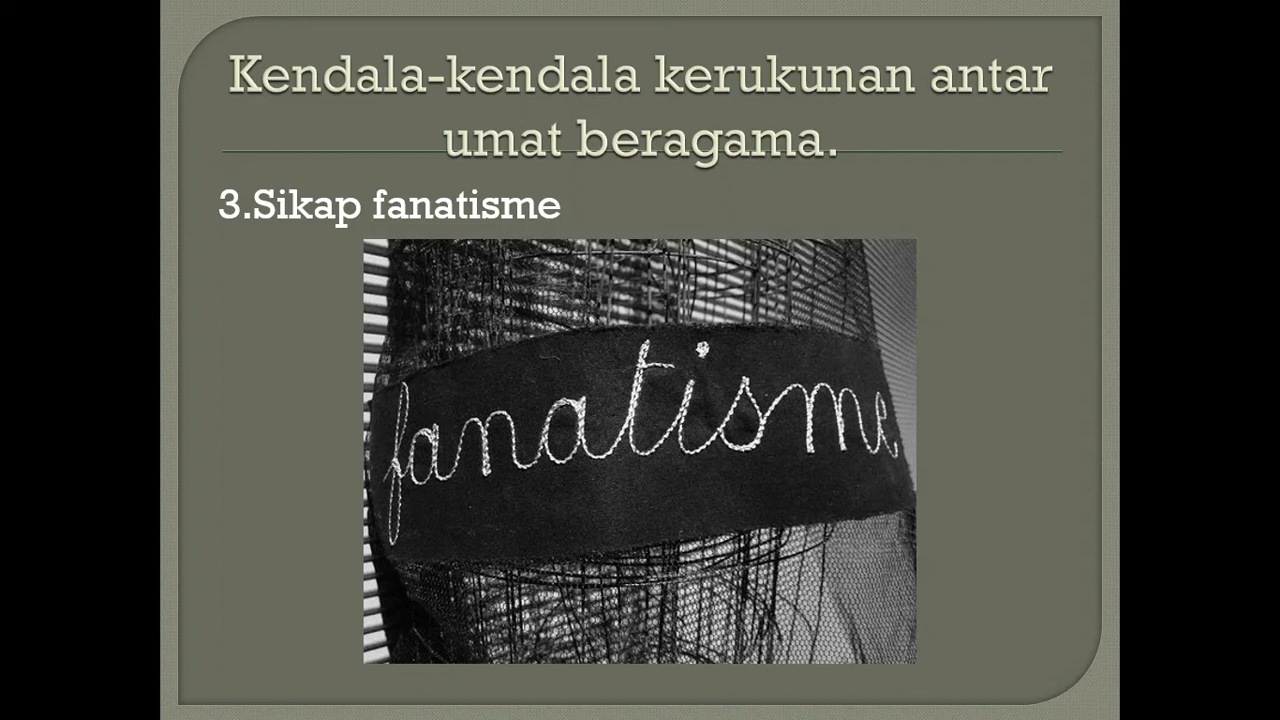 Kendala-kendala kerukunan antar
umat beragama.
3.Sikap fanatisme
fanatisme